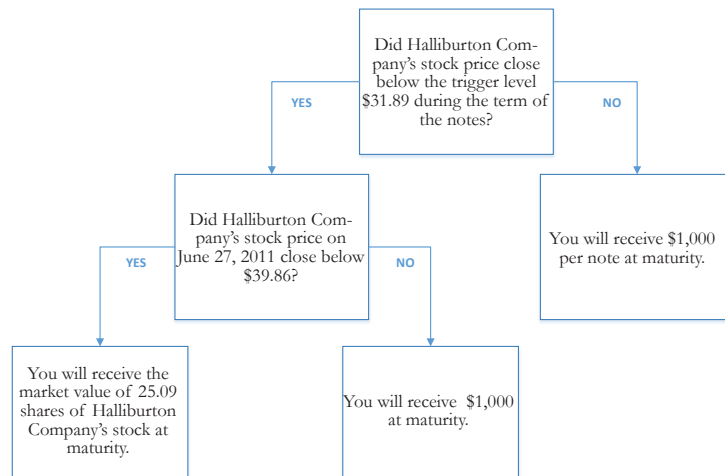 Did Halliburton Com-
pany's stock price close
below the trigger level
$31.89 during the term of
the notes?
YES
NO
Did Halliburton Com-
pany's stock price on
June 27, 2011 close below
$39.86?
You will receive $1,000
per note at maturity.
YES
NO
You will receive the
market value of 25.09
shares of Halliburton
Company's stock at
maturity.
You will receive $1,000
at maturity.